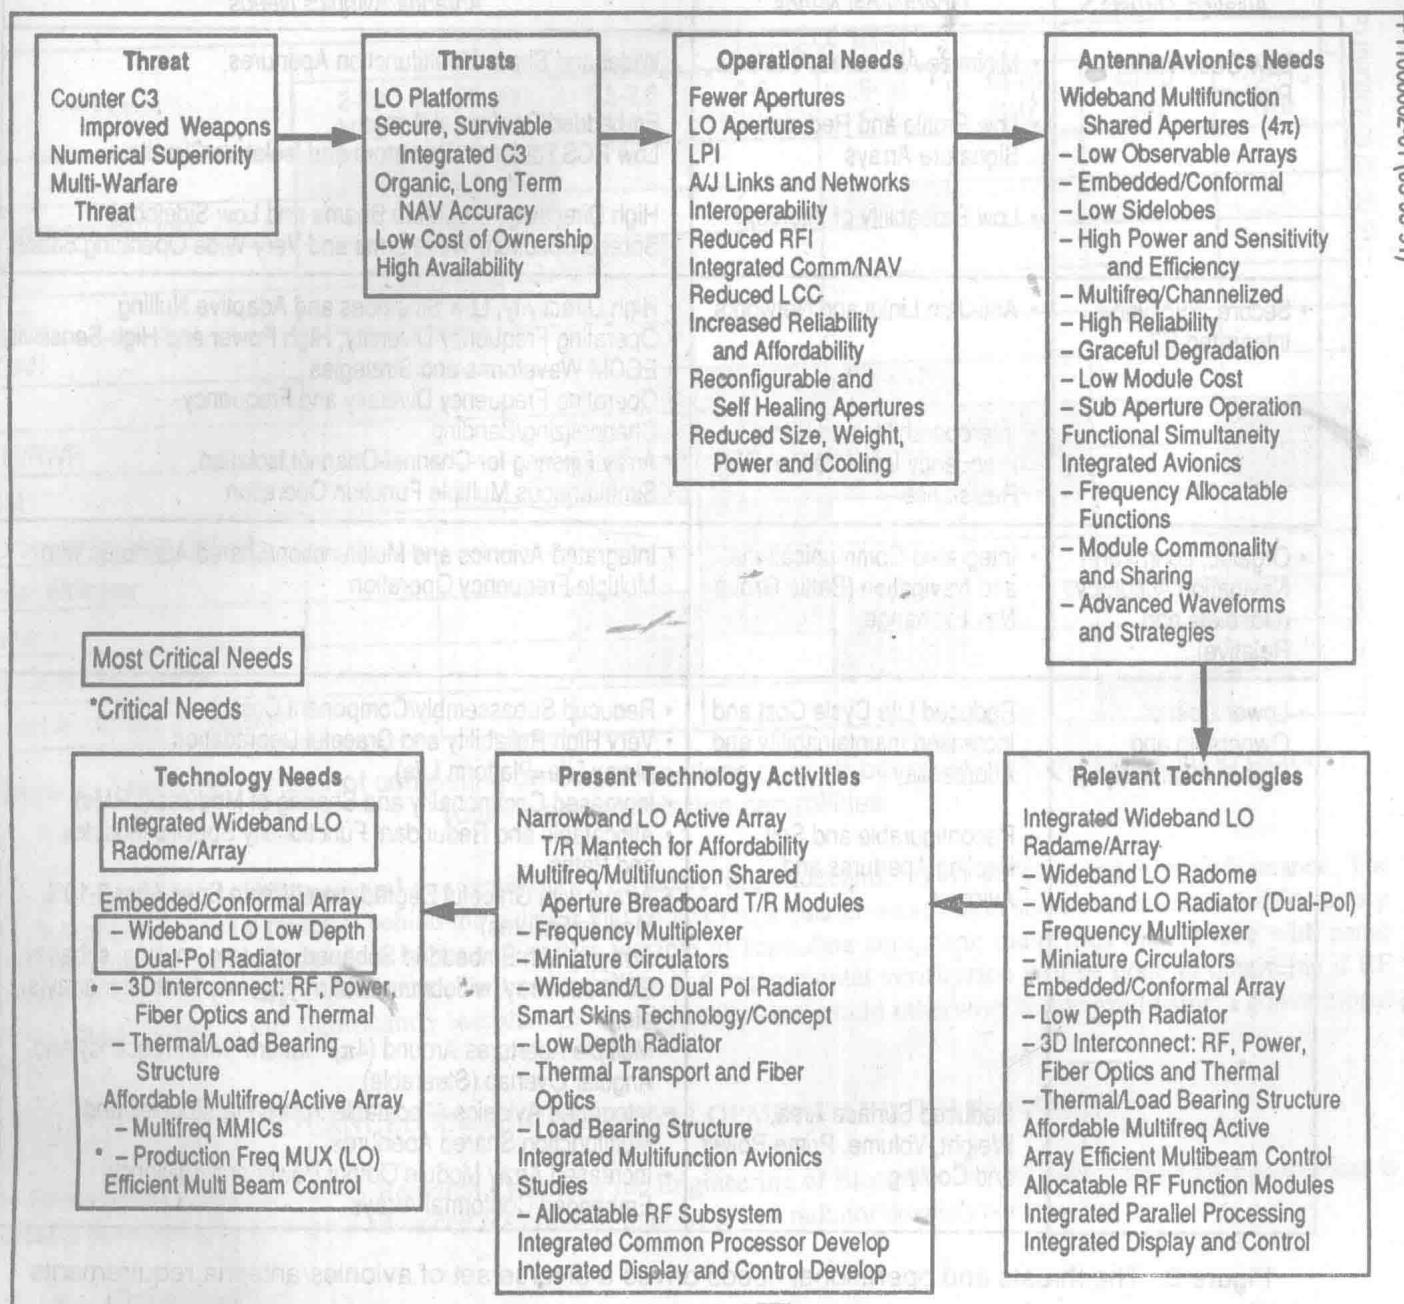 Threat
Counter C3
Improved Weapons
Numerical Superiority
Multi-Warfare
Threat
Thrusts
LO Platforms
Secure, Survivable
Integrated C3
Organic, Long Term
NAV Accuracy
Low Cost of Ownership
High Availability
Operational Needs
Fewer Apertures
LO Apertures
LPI
A/J Links and Networks
Interoperability
Reduced RFI
Integrated Comm/NAV
Reduced LCC
Increased Reliability
and Affordability
Reconfigurable and
Self Healing Apertures
Reduced Size, Weight,
Power and Cooling
Antenna/Avionics Needs
Wideband Multifunction
Shared Apertures (4π)
– Low Observable Arrays
– Embedded/Conformal
– Low Sidelobes
– High Power and Sensitivity
and Efficiency
– Multifreq/Channelized
– High Reliability
– Graceful Degradation
– Low Module Cost
– Sub Aperture Operation
Functional Simultaneity
Integrated Avionics
– Frequency Allocatable
Functions
– Module Commonality
and Sharing
– Advanced Waveforms
and Strategies
Most Critical Needs
*Critical Needs
Technology Needs
Integrated Wideband LO
Radome/Array
Embedded/Conformal Array
– Wideband LO Low Depth
Dual-Pol Radiator
* – 3D Interconnect: RF, Power,
Fiber Optics and Thermal
– Thermal/Load Bearing
Structure
Affordable Multifreq/Active Array
– Multifreq MMICs
* – Production Freq MUX (LO)
Efficient Multi Beam Control
Present Technology Activities
Narrowband LO Active Array
T/R Mantech for Affordability
Multifreq/Multifunction Shared
Aperture Breadboard T/R Modules
– Frequency Multiplexer
– Miniature Circulators
– Wideband/LO Dual Pol Radiator
Smart Skins Technology/Concept
– Low Depth Radiator
– Thermal Transport and Fiber
Optics
– Load Bearing Structure
Integrated Multifunction Avionics
Studies
– Allocatable RF Subsystem
Integrated Common Processor Develop
Integrated Display and Control Develop
Relevant Technologies
Integrated Wideband LO
Radame/Array
– Wideband LO Radome
– Wideband LO Radiator (Dual-Pol)
– Frequency Multiplexer
– Miniature Circulators
Embedded/Conformal Array
– Low Depth Radiator
– 3D Interconnect: RF, Power,
Fiber Optics and Thermal
– Thermal/Load Bearing Structure
Affordable Multifreq Active
Array Efficient Multibeam Control
Allocatable RF Function Modules
Integrated Parallel Processing
Integrated Display and Control